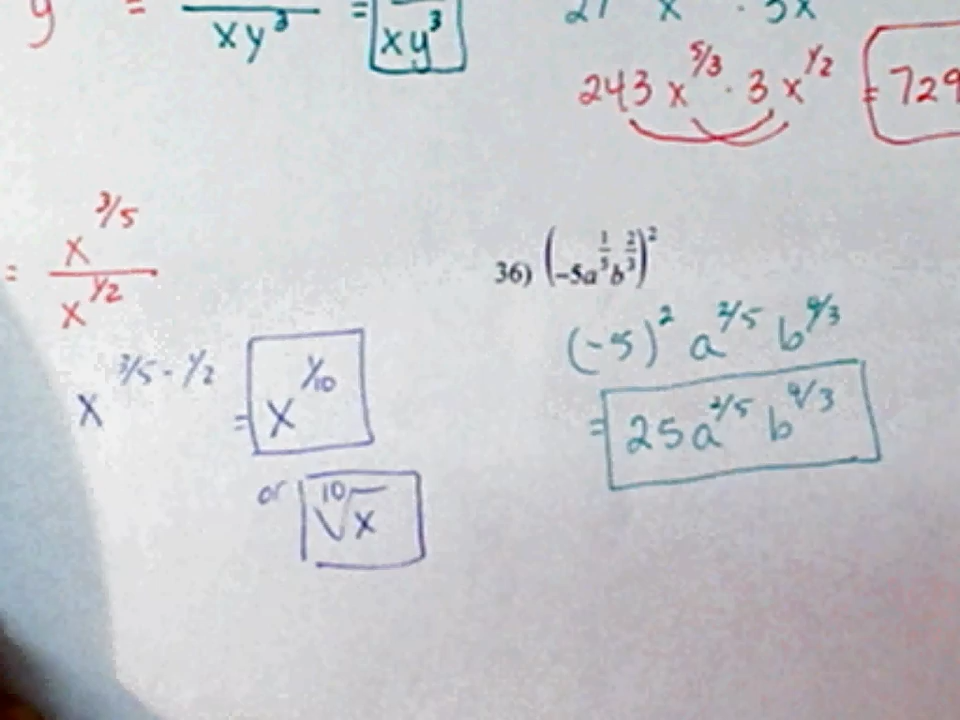 y = xy³ = xy³
27 x · 3x
243 x^5/3 · 3 x^1/2 = 729
= x^3/5 / x^1/2
36) (-5a^1/5 b^2/3)²
(-5)² a^2/5 b^4/3
x^3/5 - 1/2 = x^1/10
= 25a^2/5 b^4/3
or ¹⁰√x